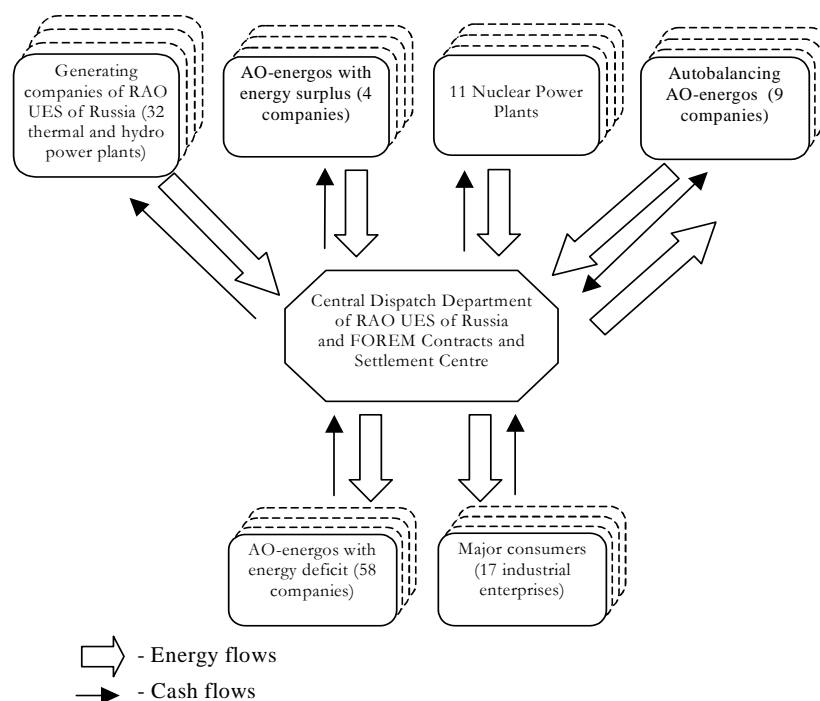 Generating
companies of RAO
UES of Russia (32
thermal and hydro
power plants)
AO-energos with
energy surplus (4
companies)
11 Nuclear Power
Plants
Autobalancing
AO-energos (9
companies)
Central Dispatch Department
of RAO UES of Russia
and FOREM Contracts and
Settlement Centre
AO-energos with
energy deficit (58
companies)
Major consumers
(17 industrial
enterprises)
- Energy flows
- Cash flows